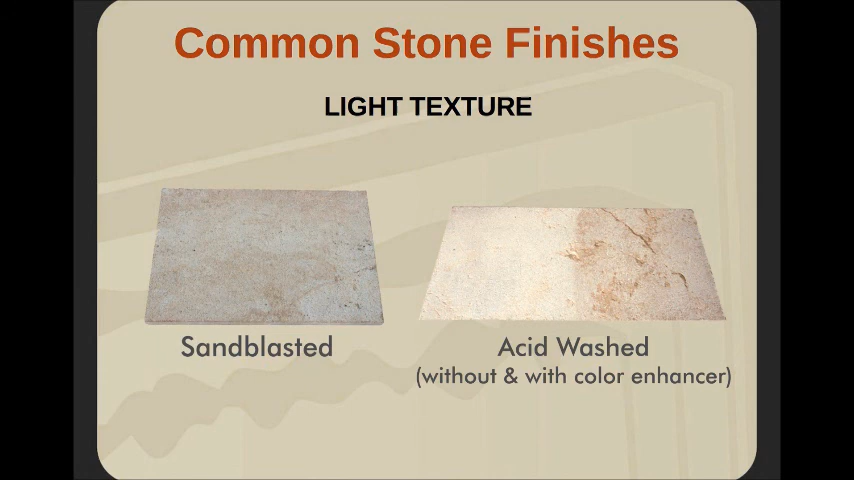 Common Stone Finishes
LIGHT TEXTURE
Sandblasted
Acid Washed
(without & with color enhancer)